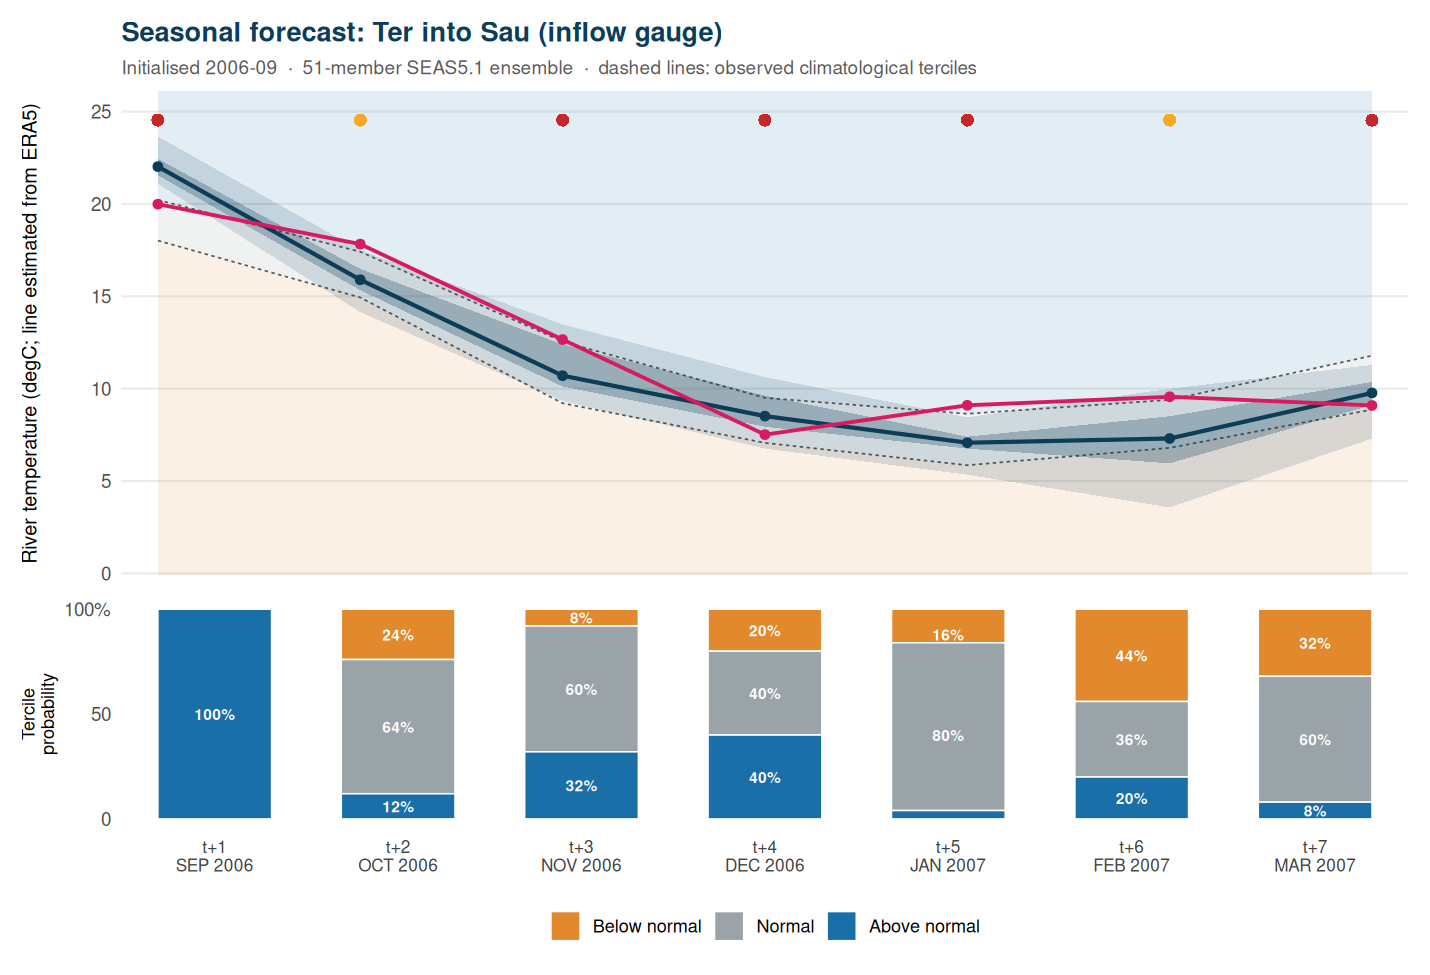 Seasonal forecast: Ter into Sau (inflow gauge)
Initialised 2006-09 · 51-member SEAS5.1 ensemble · dashed lines: observed climatological terciles
River temperature (degC; line estimated from ERA5)
25
20
15
10
5
0
Tercile
probability
100%
50
0
100%
24%
64%
12%
8%
60%
32%
20%
40%
40%
16%
80%
44%
36%
20%
32%
60%
8%
t+1
SEP 2006
t+2
OCT 2006
t+3
NOV 2006
t+4
DEC 2006
t+5
JAN 2007
t+6
FEB 2007
t+7
MAR 2007
Below normal
Normal
Above normal